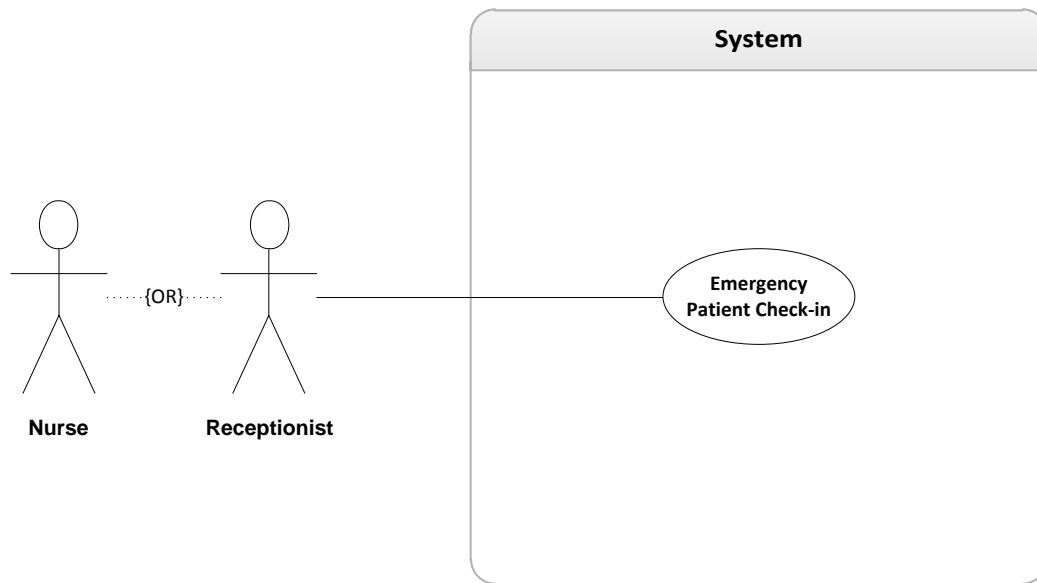 System
{OR}
Emergency
Patient Check-in
Nurse
Receptionist